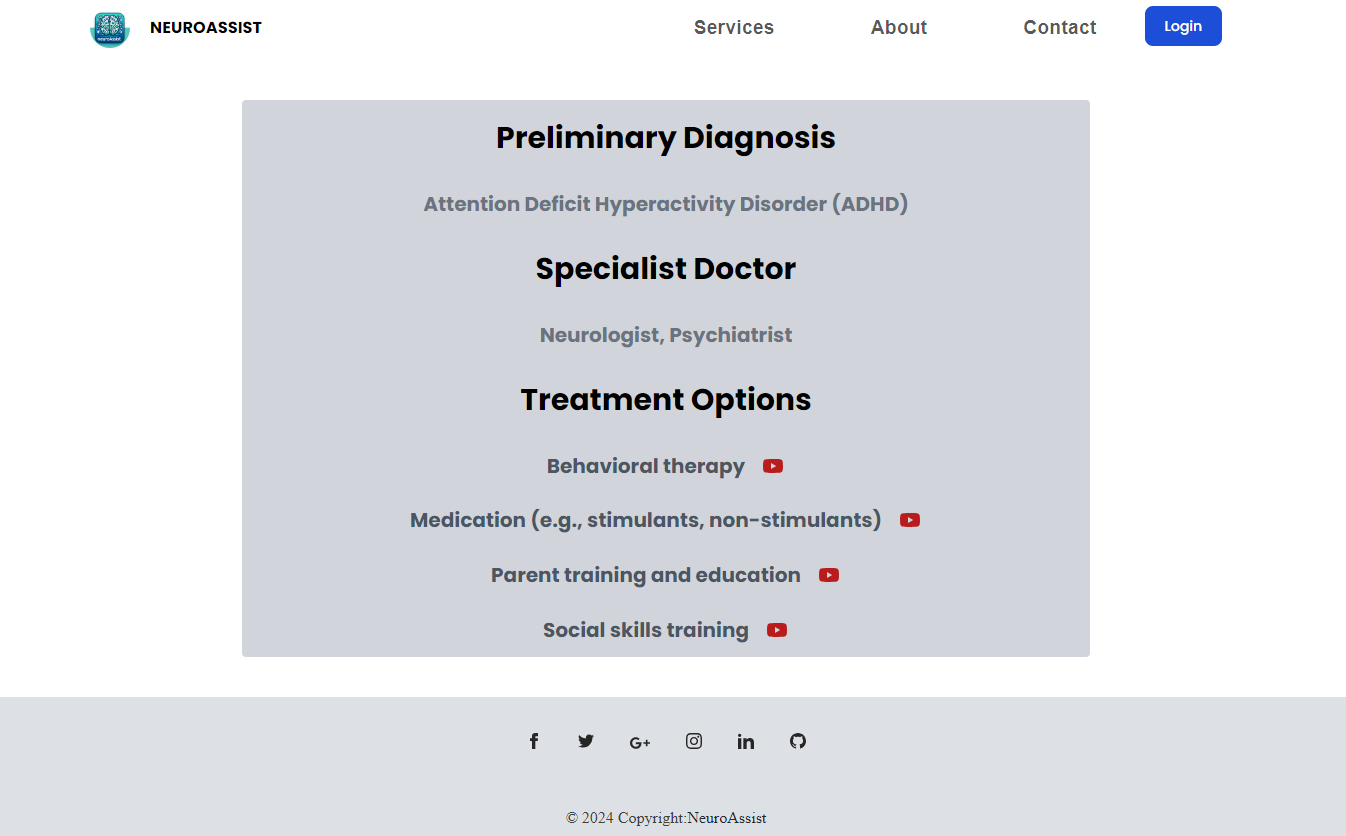 NEUROASSIST
Services
About
Contact
Login
Preliminary Diagnosis
Attention Deficit Hyperactivity Disorder (ADHD)
Specialist Doctor
Neurologist, Psychiatrist
Treatment Options
Behavioral therapy
Medication (e.g., stimulants, non-stimulants)
Parent training and education
Social skills training
G+
in
© 2024 Copyright:NeuroAssist